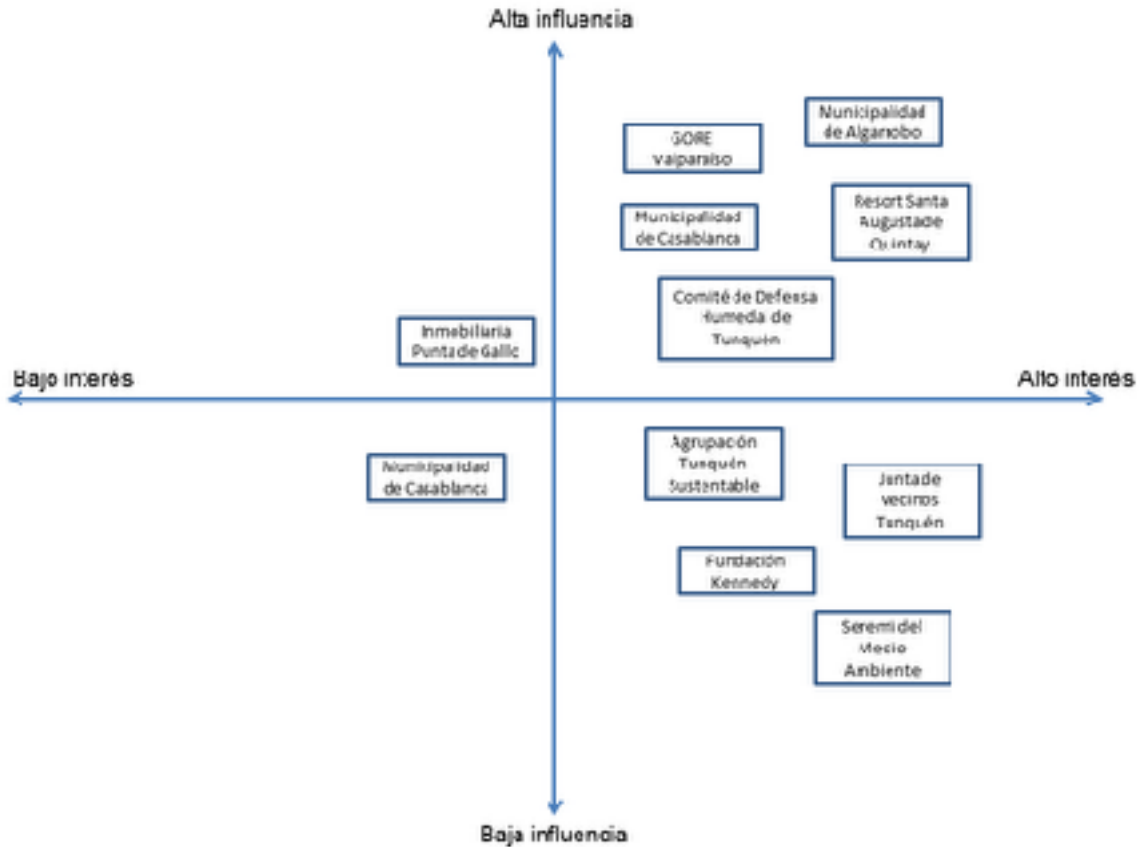 Alta influencia
Municipalidad
de Algarrobo
GORE
Valparaíso
Resort Santa
Augusta de
Quintay
Municipalidad
de Casablanca
Comité de Defensa
Humeda de
Tunquén
Inmobiliaria
Punta de Gallo
Bajo interés
Alto interés
Agrupación
Tunquén
Sustentable
Municipalidad
de Casablanca
Junta de
vecinos
Tunquén
Fundación
Kennedy
Seremi del
Medio
Ambiente
Baja influencia